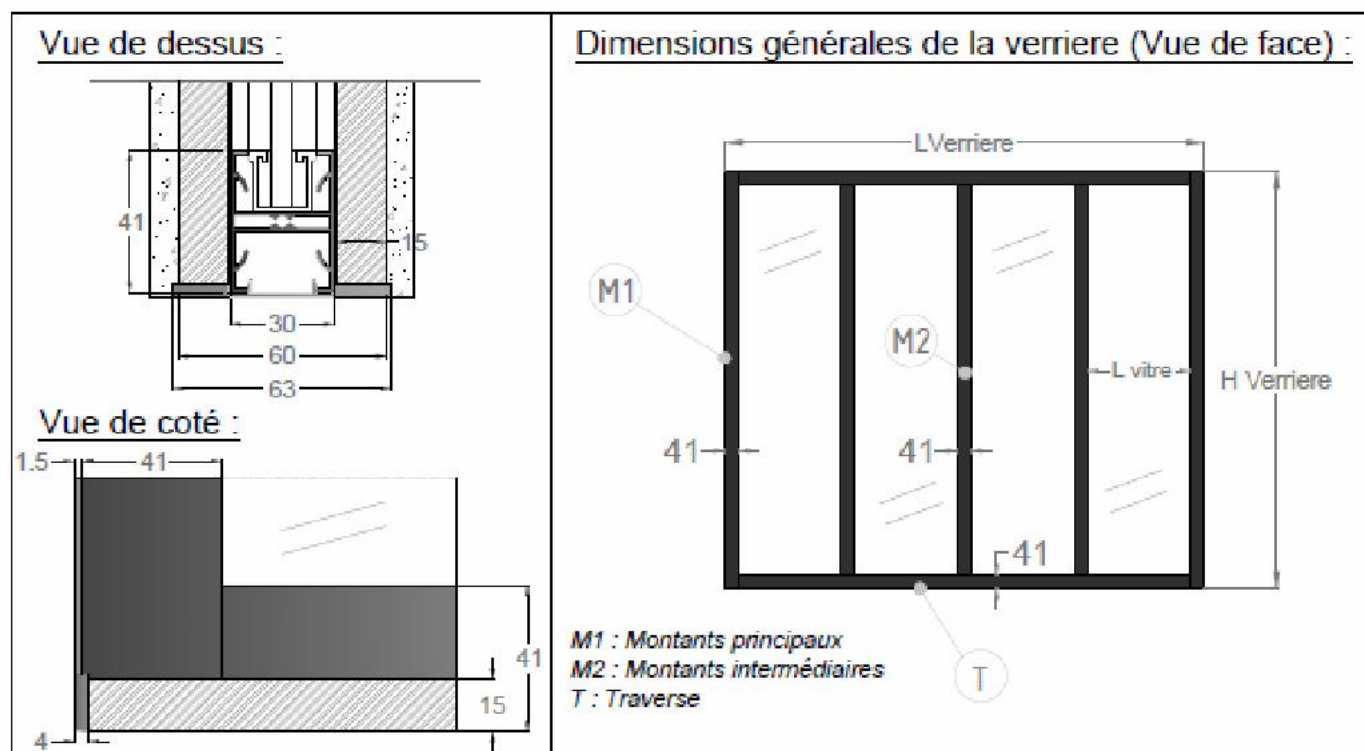 Vue de dessus :
41
15
30
60
63
Vue de coté :
1.5
41
41
15
4
Dimensions générales de la verriere (Vue de face) :
LVerriere
M1
M2
L vitre
H Verriere
41
41
41
M1 : Montants principaux
M2 : Montants intermédiaires
T : Traverse
T